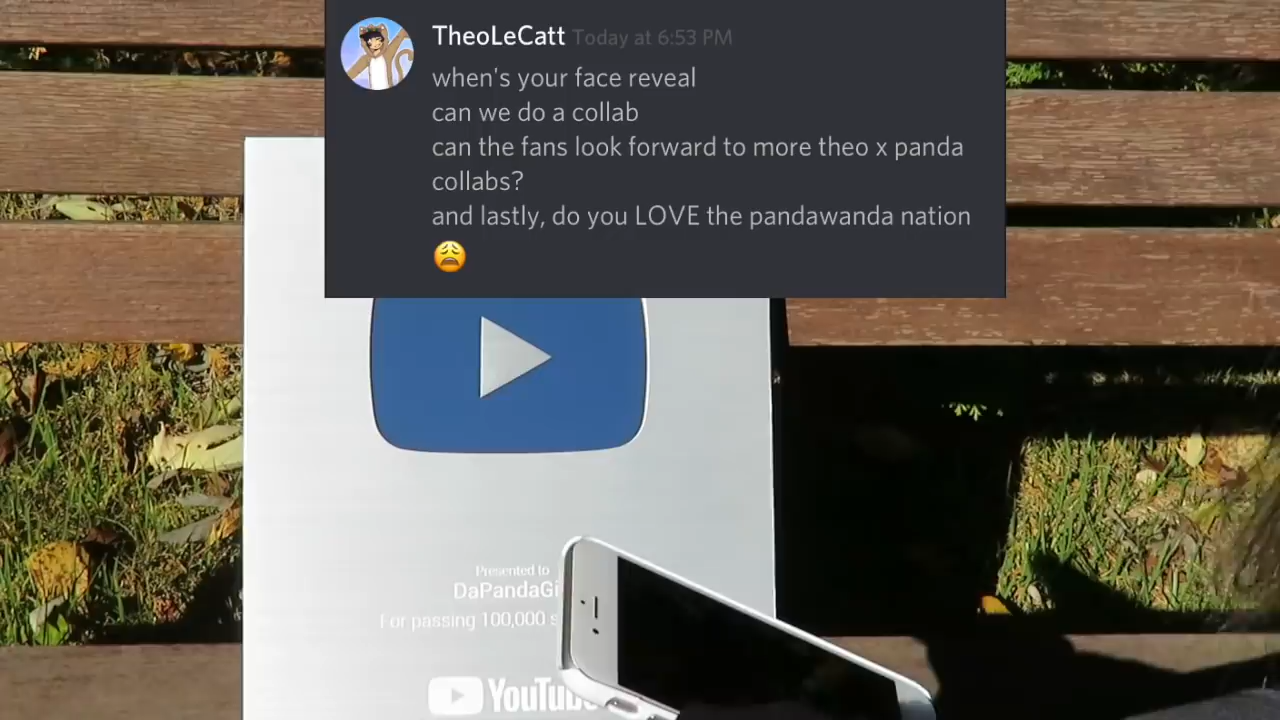 TheoLeCatt Today at 6:53 PM
when's your face reveal
can we do a collab
can the fans look forward to more theo x panda
collabs?
and lastly, do you LOVE the pandawanda nation
😩
Presented to
DaPandaGi
For passing 100,000 s
YouTube